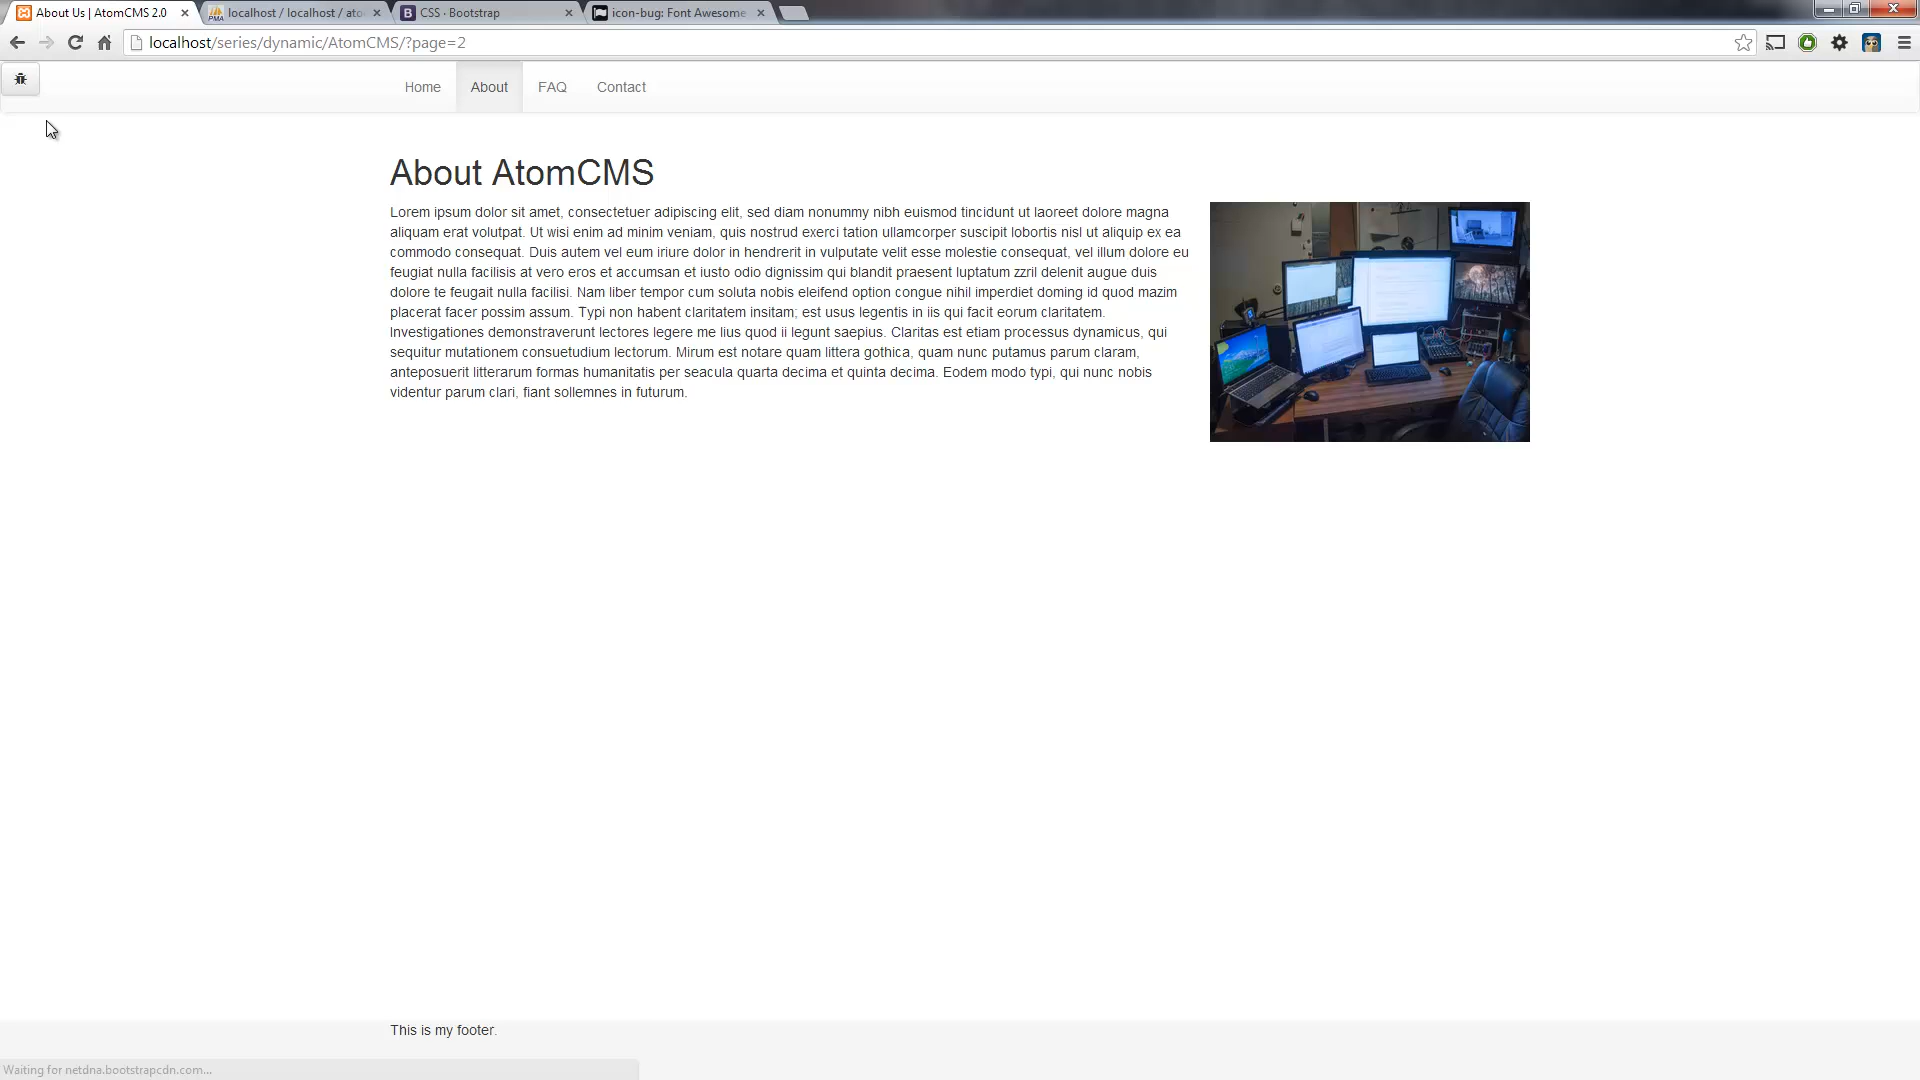 About Us | AtomCMS 2.0
localhost / localhost / ato
CSS · Bootstrap
icon-bug: Font Awesome
localhost/series/dynamic/AtomCMS/?page=2
Home
About
FAQ
Contact
About AtomCMS
Lorem ipsum dolor sit amet, consectetuer adipiscing elit, sed diam nonummy nibh euismod tincidunt ut laoreet dolore magna
aliquam erat volutpat. Ut wisi enim ad minim veniam, quis nostrud exerci tation ullamcorper suscipit lobortis nisl ut aliquip ex ea
commodo consequat. Duis autem vel eum iriure dolor in hendrerit in vulputate velit esse molestie consequat, vel illum dolore eu
feugiat nulla facilisis at vero eros et accumsan et iusto odio dignissim qui blandit praesent luptatum zzril delenit augue duis
dolore te feugait nulla facilisi. Nam liber tempor cum soluta nobis eleifend option congue nihil imperdiet doming id quod mazim
placerat facer possim assum. Typi non habent claritatem insitam; est usus legentis in iis qui facit eorum claritatem.
Investigationes demonstraverunt lectores legere me lius quod ii legunt saepius. Claritas est etiam processus dynamicus, qui
sequitur mutationem consuetudium lectorum. Mirum est notare quam littera gothica, quam nunc putamus parum claram,
anteposuerit litterarum formas humanitatis per seacula quarta decima et quinta decima. Eodem modo typi, qui nunc nobis
videntur parum clari, fiant sollemnes in futurum.
This is my footer.
Waiting for netdna.bootstrapcdn.com...